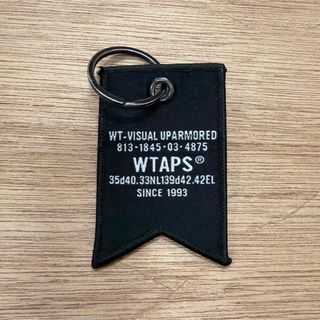 WT-VISUAL UPARMORED
813-1845-03-4875
WTAPS®
35d40.33NL139d42.42EL
SINCE 1993